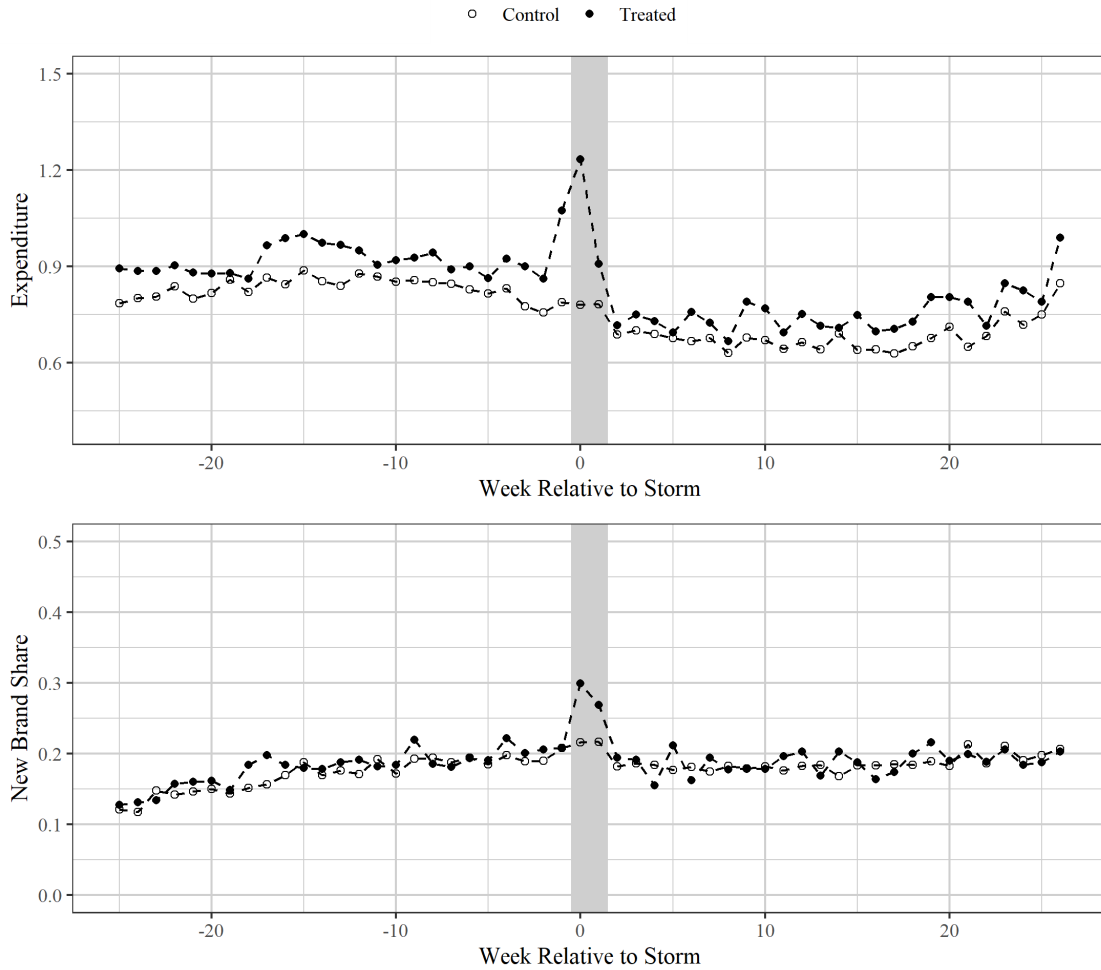 Control Treated
1.5
1.2
0.9
0.6
Expenditure
-20 -10 0 10 20
Week Relative to Storm
0.5
0.4
0.3
0.2
0.1
0.0
New Brand Share
-20 -10 0 10 20
Week Relative to Storm